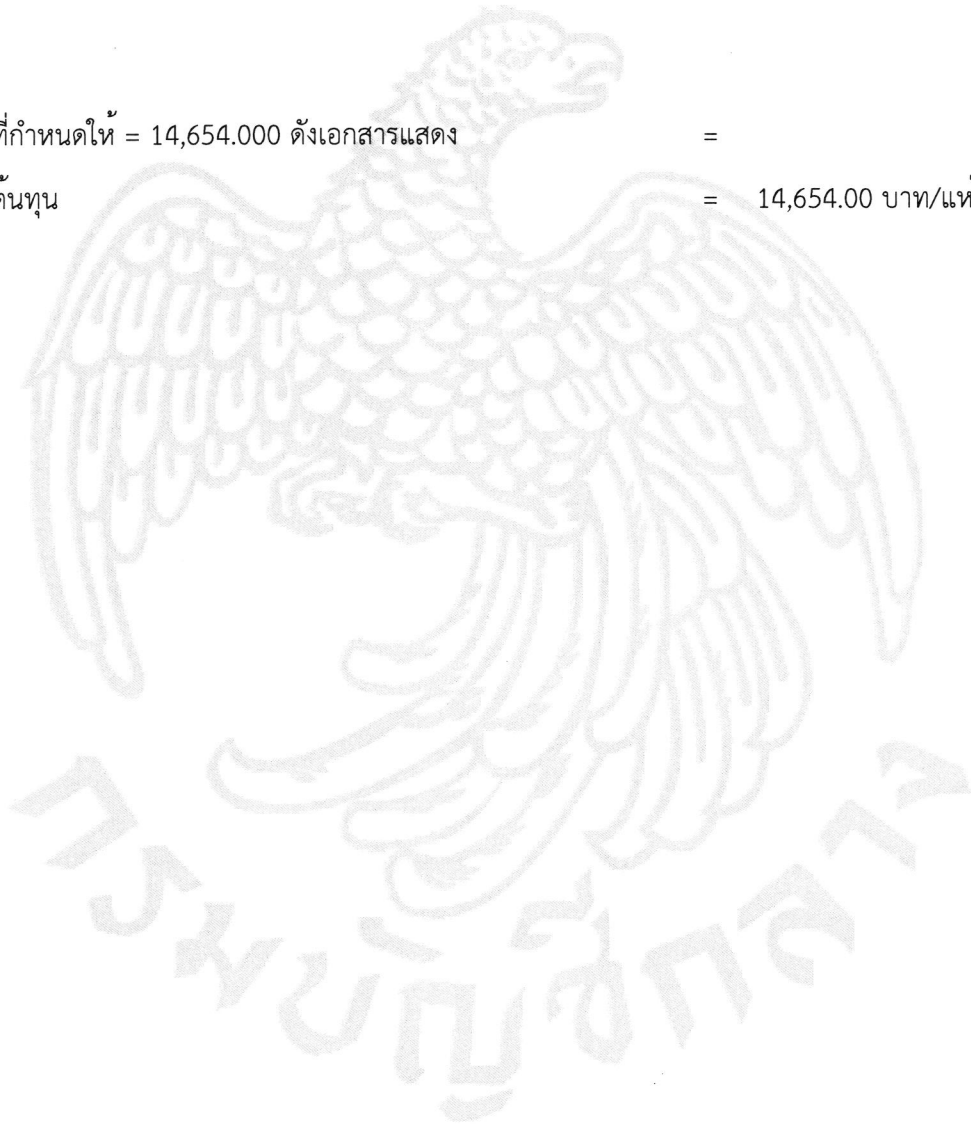 ที่กำหนดให้ = 14,654.000 ดังเอกสารแสดง =
ต้นทุน = 14,654.00 บาท/แห่
กรมบัญชีกลาง